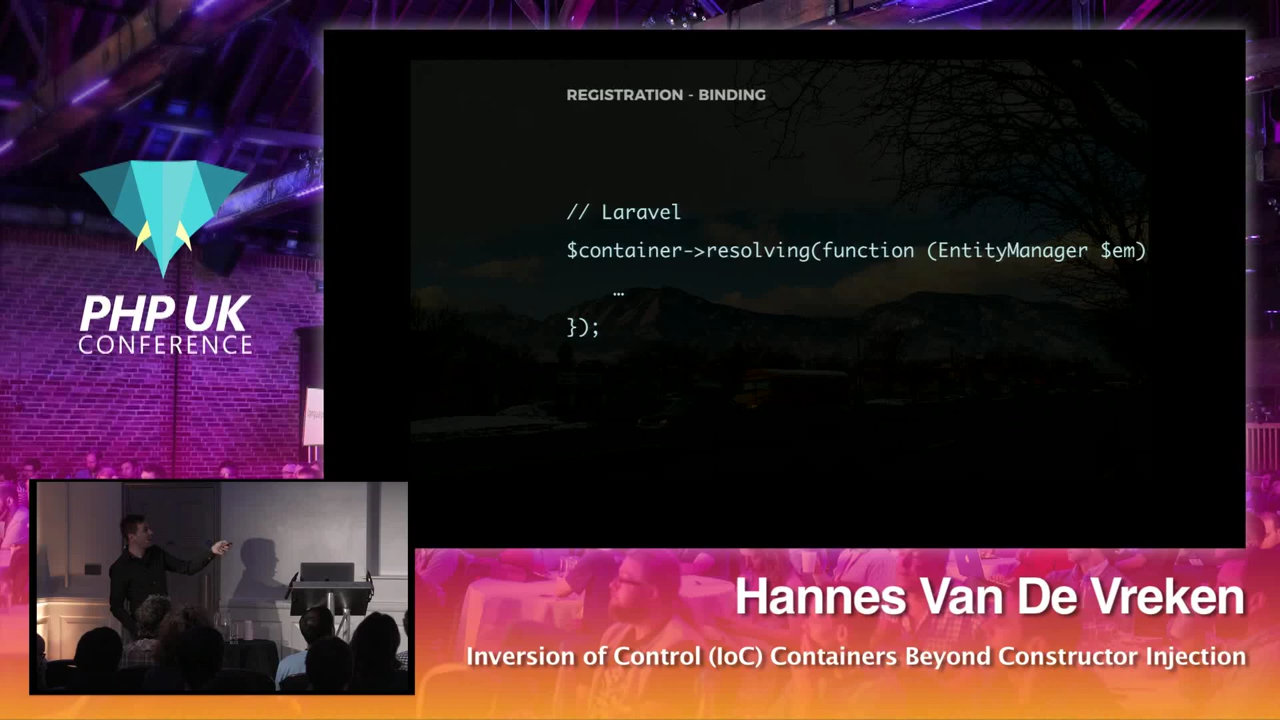 REGISTRATION - BINDING
// Laravel
$container->resolving(function (EntityManager $em)
…
});
PHP UK
CONFERENCE
Hannes Van De Vreken
Inversion of Control (IoC) Containers Beyond Constructor Injection